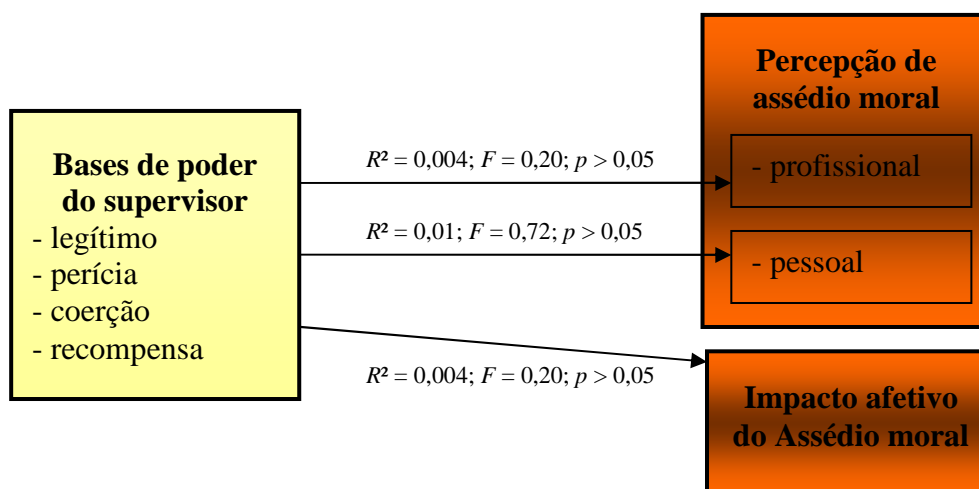 Bases de poder
do supervisor
- legítimo
- perícia
- coerção
- recompensa
R² = 0,004; F = 0,20; p > 0,05
R² = 0,01; F = 0,72; p > 0,05
R² = 0,004; F = 0,20; p > 0,05
Percepção de
assédio moral
- profissional
- pessoal
Impacto afetivo
do Assédio moral